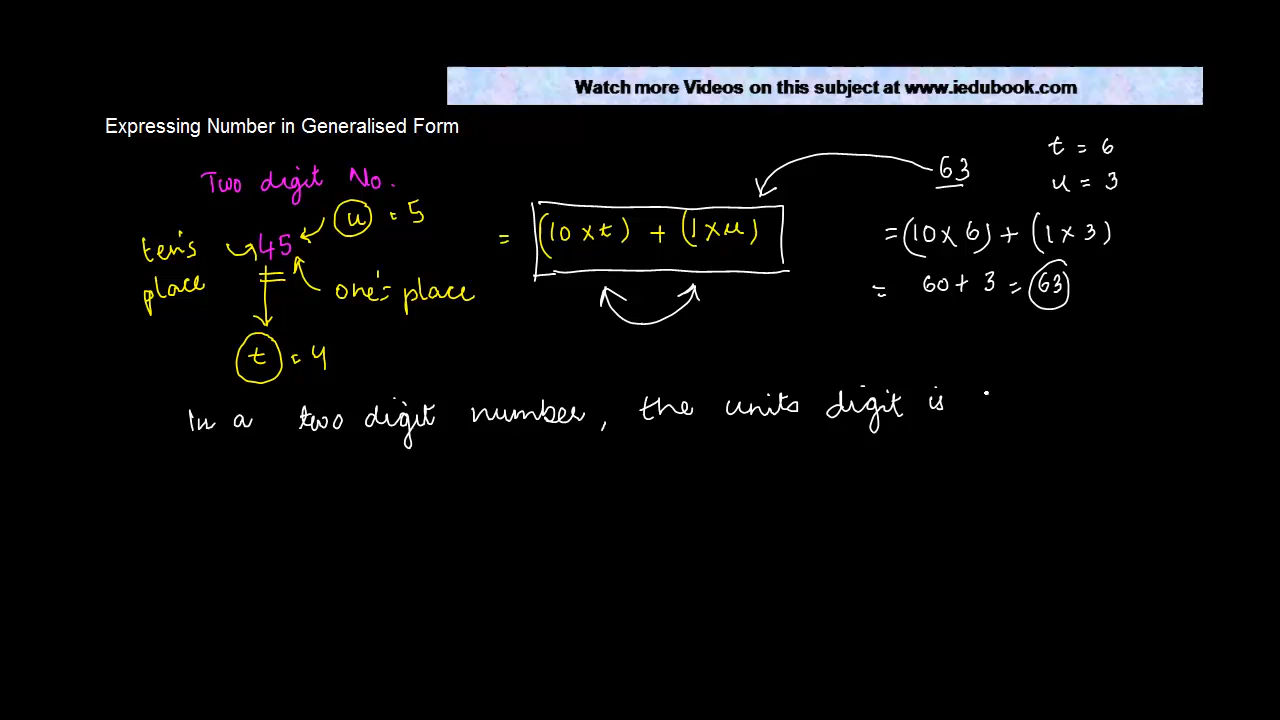 Watch more Videos on this subject at www.iedubook.com
Expressing Number in Generalised Form
Two digit No.
ten's place
45
u = 5
one's place
t = 4
= (10 x t) + (1 x u)
63
t = 6
u = 3
= (10 x 6) + (1 x 3)
= 60 + 3 = 63
In a two digit number, the units digit is